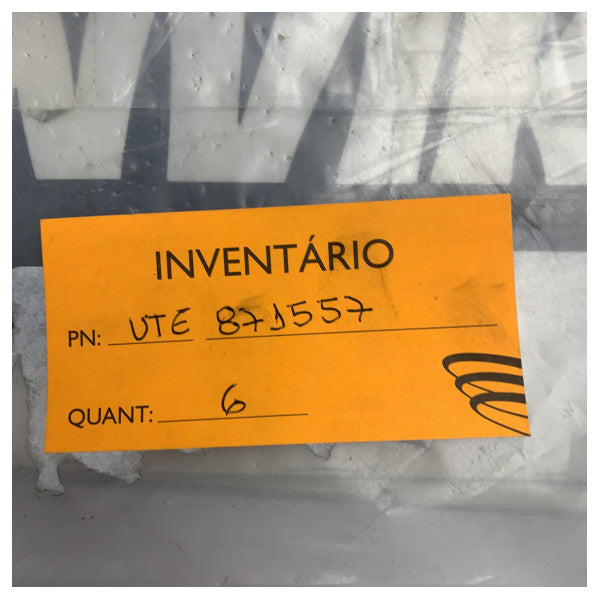 INVENTÁRIO
PN: UTE 871557
QUANT: 6